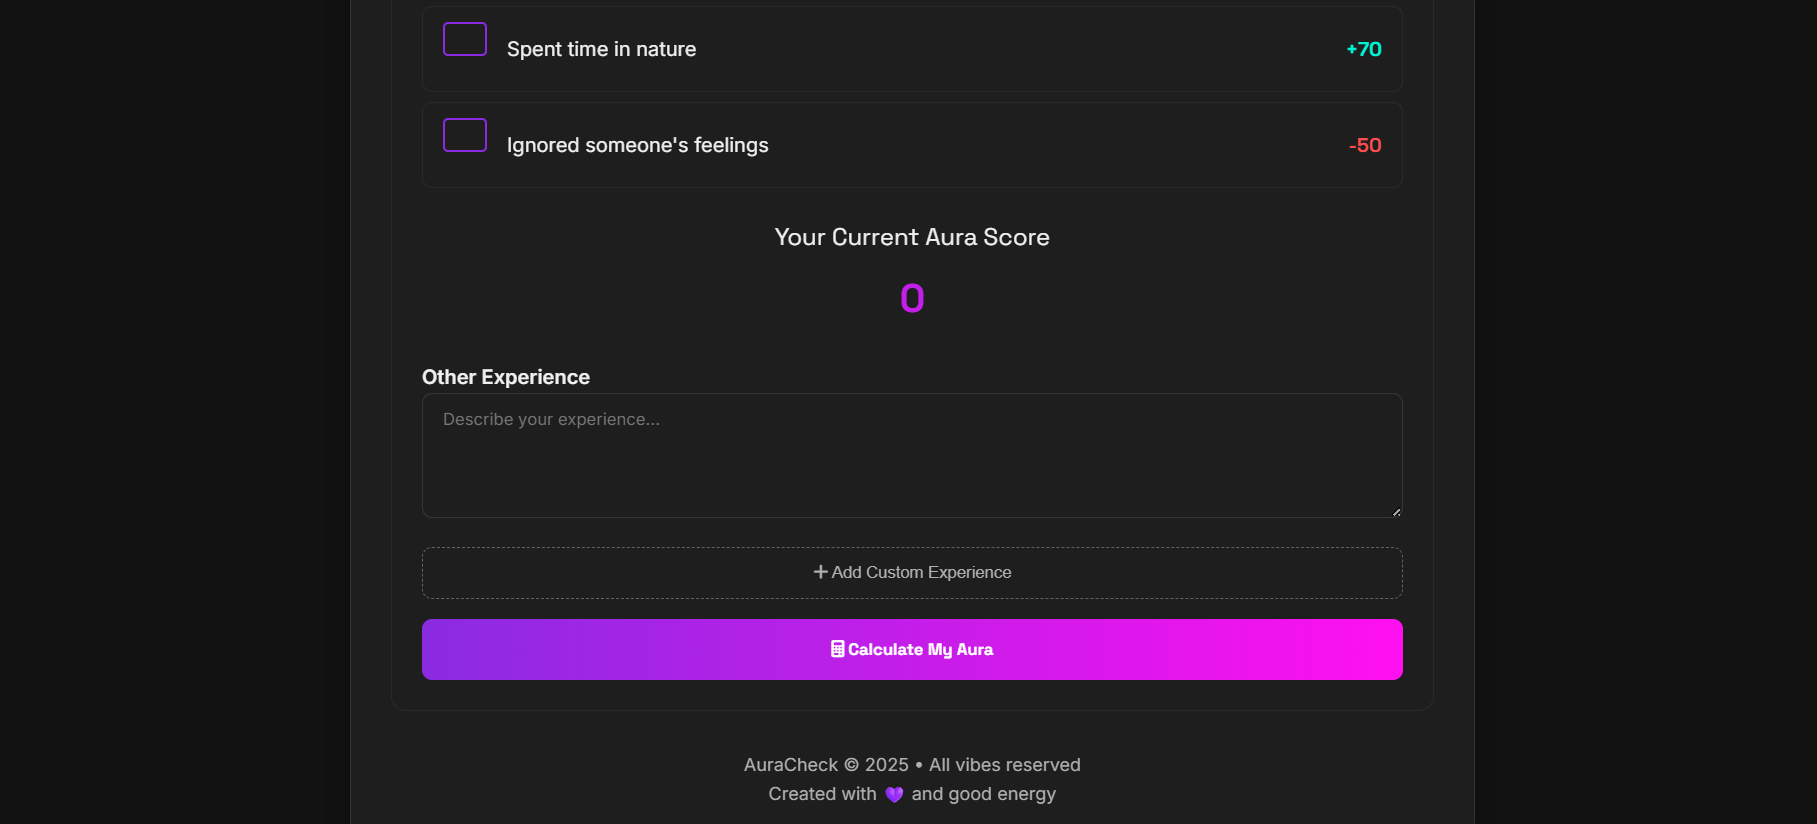 Spent time in nature +70
Ignored someone's feelings -50
Your Current Aura Score
0
Other Experience
Describe your experience...
+ Add Custom Experience
Calculate My Aura
AuraCheck © 2025 • All vibes reserved
Created with 💜 and good energy